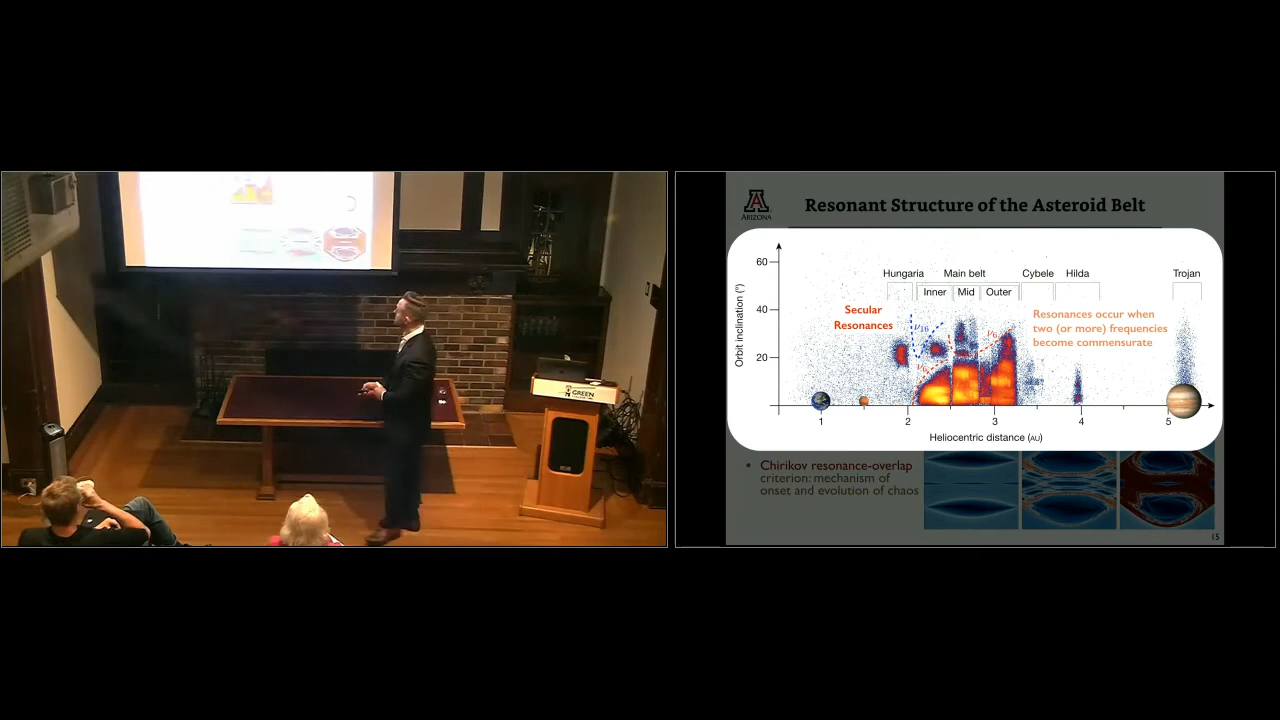 GREEN
ARIZONA
Resonant Structure of the Asteroid Belt
Orbit inclination (°)
60
40
20
Hungaria
Main belt
Cybele
Hilda
Trojan
Inner
Mid
Outer
Secular
Resonances
ν16
ν6
Resonances occur when
two (or more) frequencies
become commensurate
1
2
3
4
5
Heliocentric distance (AU)
• Chirikov resonance-overlap
criterion: mechanism of
onset and evolution of chaos
15